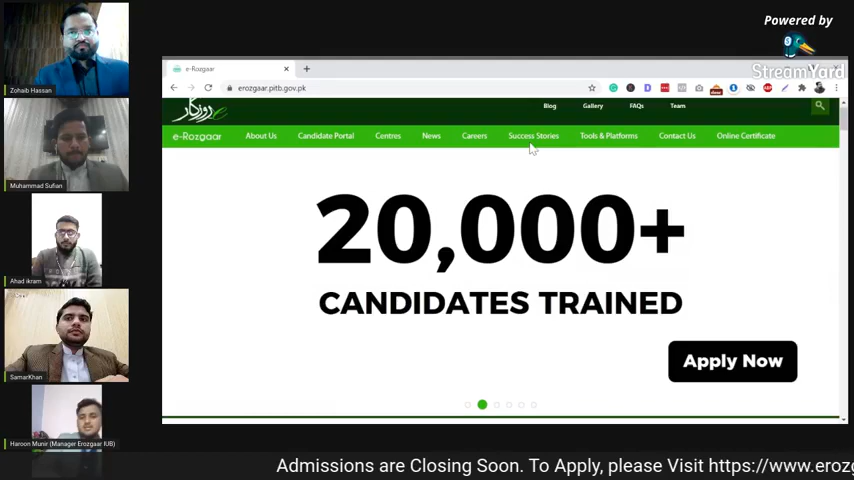 Powered by
StreamYard
Zohaib Hassan
Muhammad Sufian
Ahad ikram
SamarKhan
Haroon Munir (Manager Erozgaar IUB)
e-Rozgaar
erozgaar.pitb.gov.pk
Blog Gallery FAQs Team
e روزگار
e-Rozgaar About Us Candidate Portal Centres News Careers Success Stories Tools & Platforms Contact Us Online Certificate
20,000+
CANDIDATES TRAINED
Apply Now
Admissions are Closing Soon. To Apply, please Visit https://www.erozg